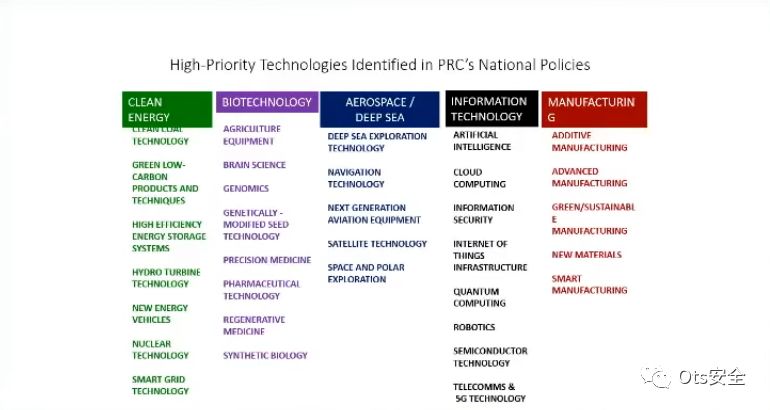 High-Priority Technologies Identified in PRC's National Policies
CLEAN
ENERGY
CLEAN COAL
TECHNOLOGY
GREEN LOW-
CARBON
PRODUCTS AND
TECHNIQUES
HIGH EFFICIENCY
ENERGY STORAGE
SYSTEMS
HYDRO TURBINE
TECHNOLOGY
NEW ENERGY
VEHICLES
NUCLEAR
TECHNOLOGY
SMART GRID
TECHNOLOGY
BIOTECHNOLOGY
AGRICULTURE
EQUIPMENT
BRAIN SCIENCE
GENOMICS
GENETICALLY -
MODIFIED SEED
TECHNOLOGY
PRECISION MEDICINE
PHARMACEUTICAL
TECHNOLOGY
REGENERATIVE
MEDICINE
SYNTHETIC BIOLOGY
AEROSPACE /
DEEP SEA
DEEP SEA EXPLORATION
TECHNOLOGY
NAVIGATION
TECHNOLOGY
NEXT GENERATION
AVIATION EQUIPMENT
SATELLITE TECHNOLOGY
SPACE AND POLAR
EXPLORATION
INFORMATION
TECHNOLOGY
ARTIFICIAL
INTELLIGENCE
CLOUD
COMPUTING
INFORMATION
SECURITY
INTERNET OF
THINGS
INFRASTRUCTURE
QUANTUM
COMPUTING
ROBOTICS
SEMICONDUCTOR
TECHNOLOGY
TELECOMMS &
5G TECHNOLOGY
MANUFACTURIN
G
ADDITIVE
MANUFACTURING
ADVANCED
MANUFACTURING
GREEN/SUSTAINABL
E
MANUFACTURING
NEW MATERIALS
SMART
MANUFACTURING
Ots安全